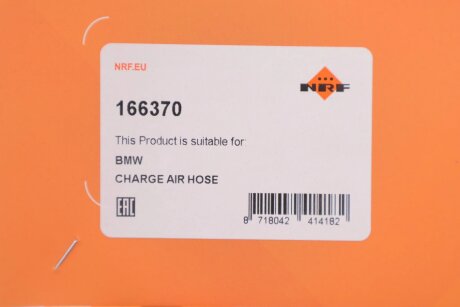 NRF.EU
NRF
166370
This Product is suitable for
BMW
CHARGE AIR HOSE
EAC
8 718042 414182